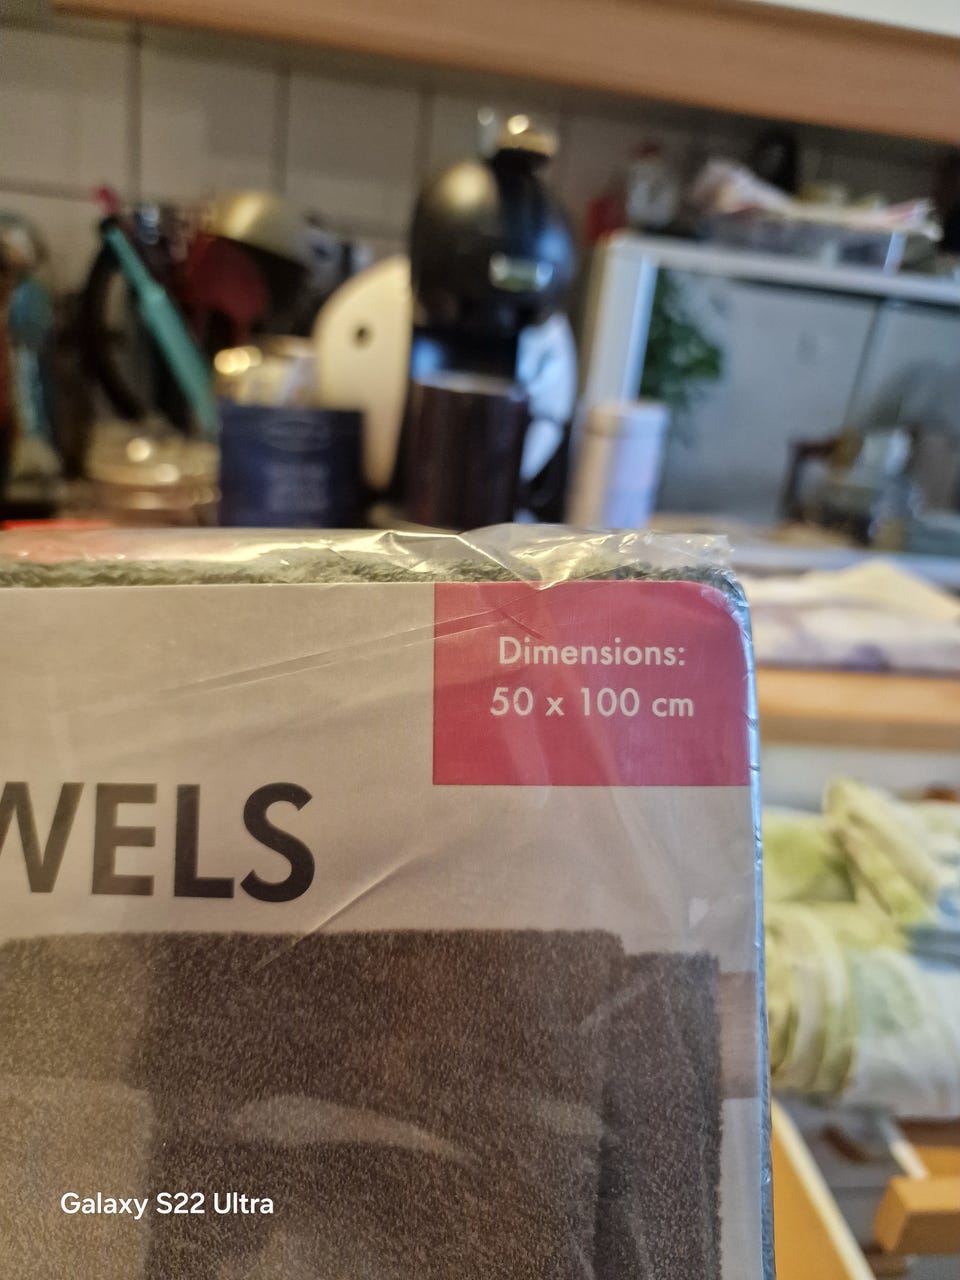 Dimensions:
50 x 100 cm
WELS
Galaxy S22 Ultra